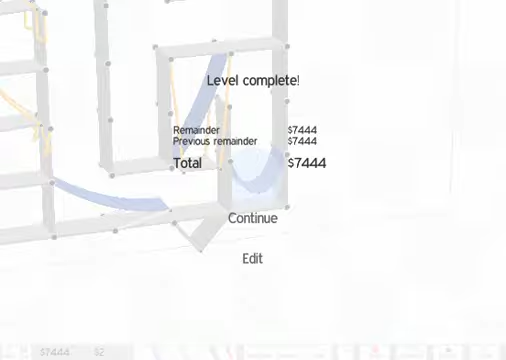 Level complete!
Remainder $7444
Previous remainder $7444
Total $7444
Continue
Edit
$7444 $2